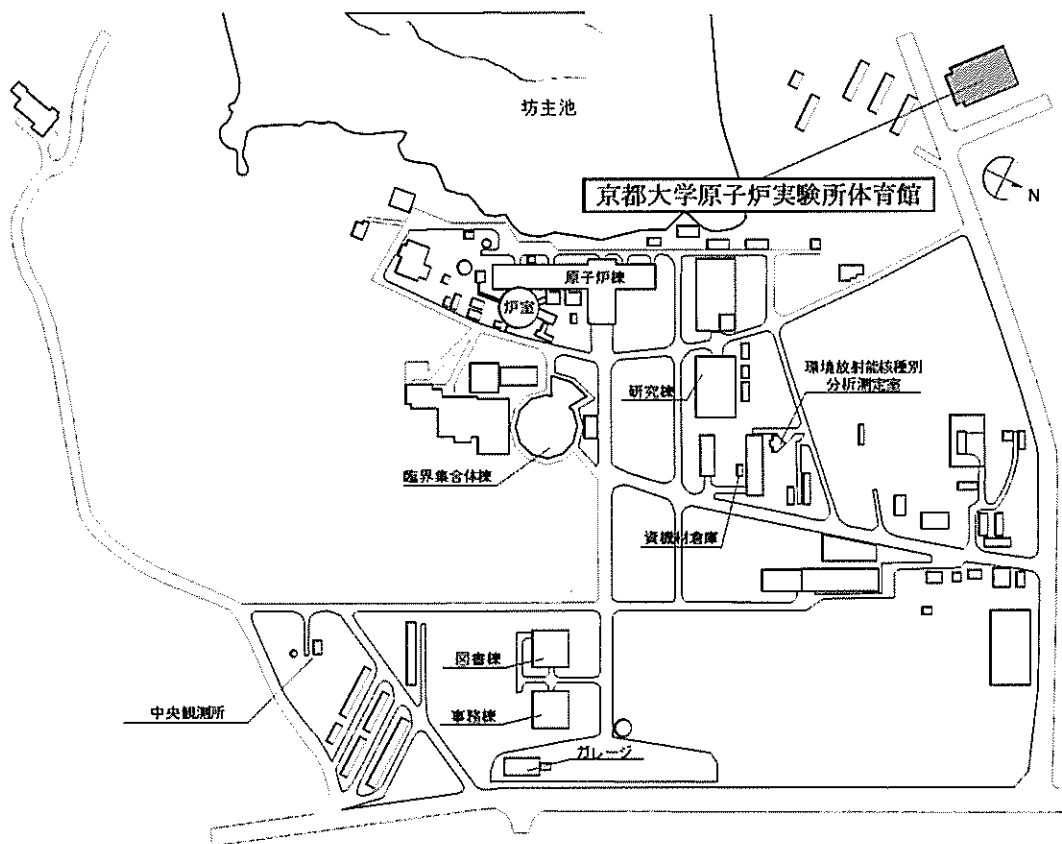 坊主池
京都大学原子炉実験所体育館
N
原子炉棟
炉室
環境放射能核種別
分析測定室
研究棟
臨界集合体棟
資機材倉庫
図書棟
中央観測所
事務棟
ガレージ